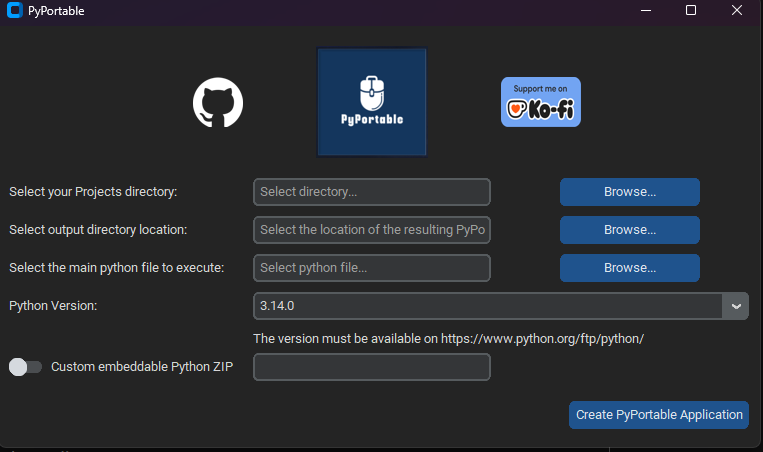 PyPortable
PyPortable
Support me on
Ko-fi
Select your Projects directory:
Select directory...
Browse...
Select output directory location:
Select the location of the resulting PyPo
Browse...
Select the main python file to execute:
Select python file...
Browse...
Python Version:
3.14.0
The version must be available on https://www.python.org/ftp/python/
Custom embeddable Python ZIP
Create PyPortable Application